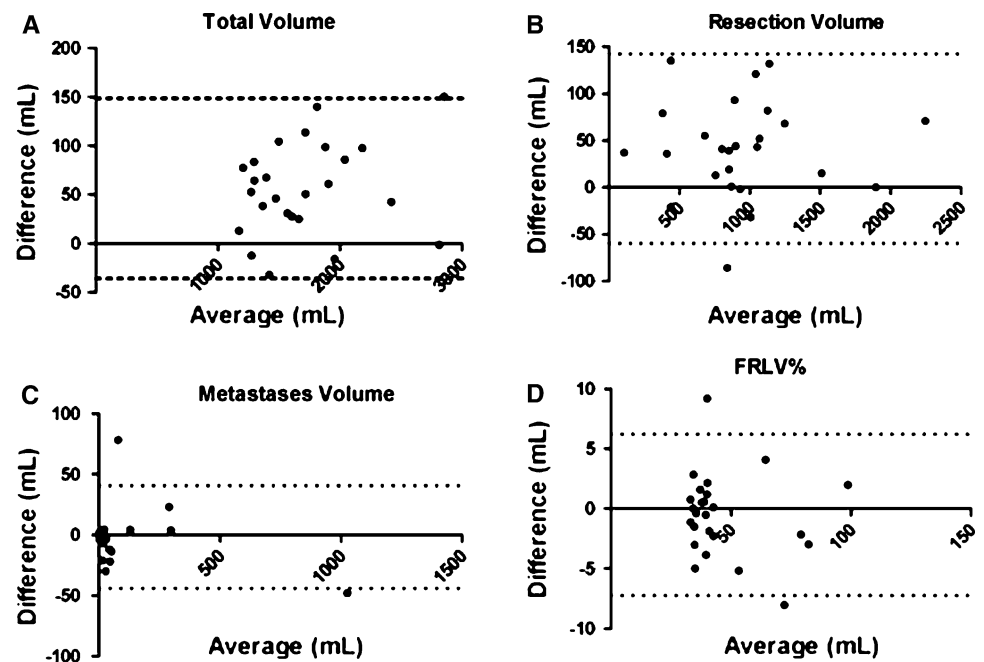 A
Total Volume
Difference (mL)
200
150
100
50
0
-50
1000
2000
3000
Average (mL)
B
Resection Volume
Difference (mL)
150
100
50
0
-50
-100
500
1000
1500
2000
2500
Average (mL)
C
Metastases Volume
Difference (mL)
100
50
0
-50
-100
500
1000
1500
Average (mL)
D
FRLV%
Difference (mL)
10
5
0
-5
-10
50
100
150
Average (mL)